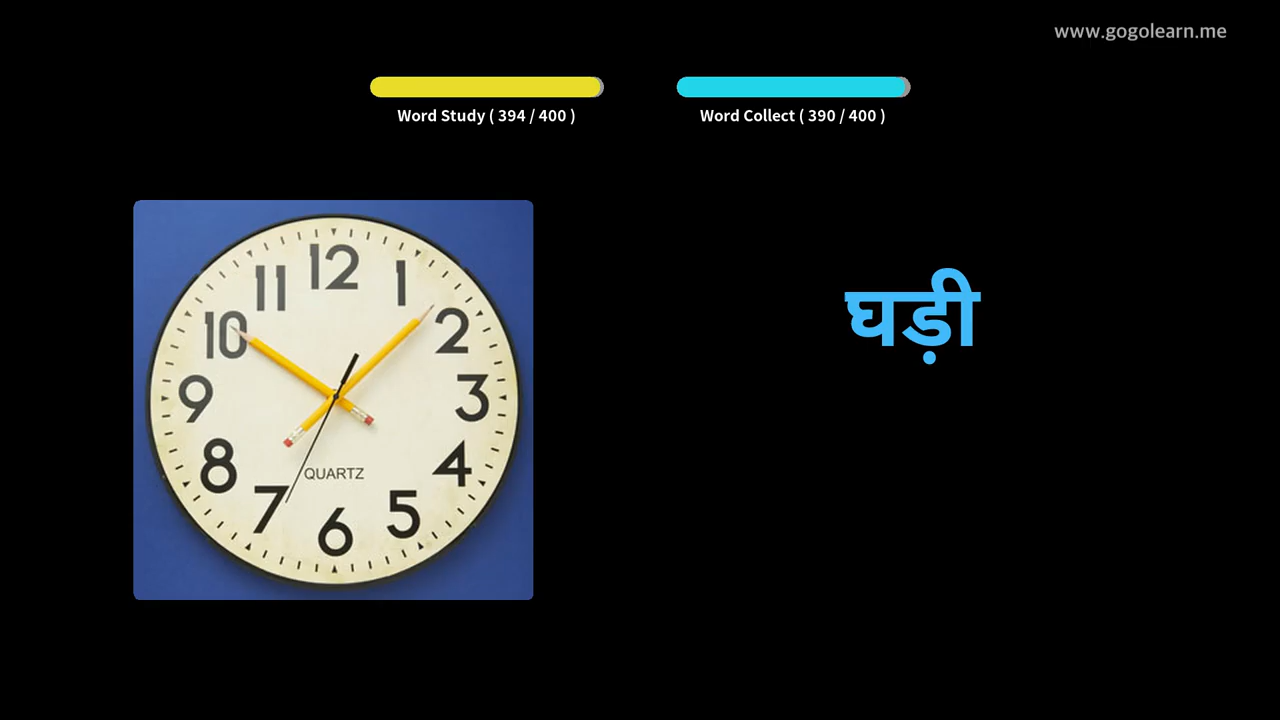 www.gogolearn.me
Word Study ( 394 / 400 )
Word Collect ( 390 / 400 )
12
11
1
10
2
9
3
8
4
QUARTZ
7
5
6
घड़ी